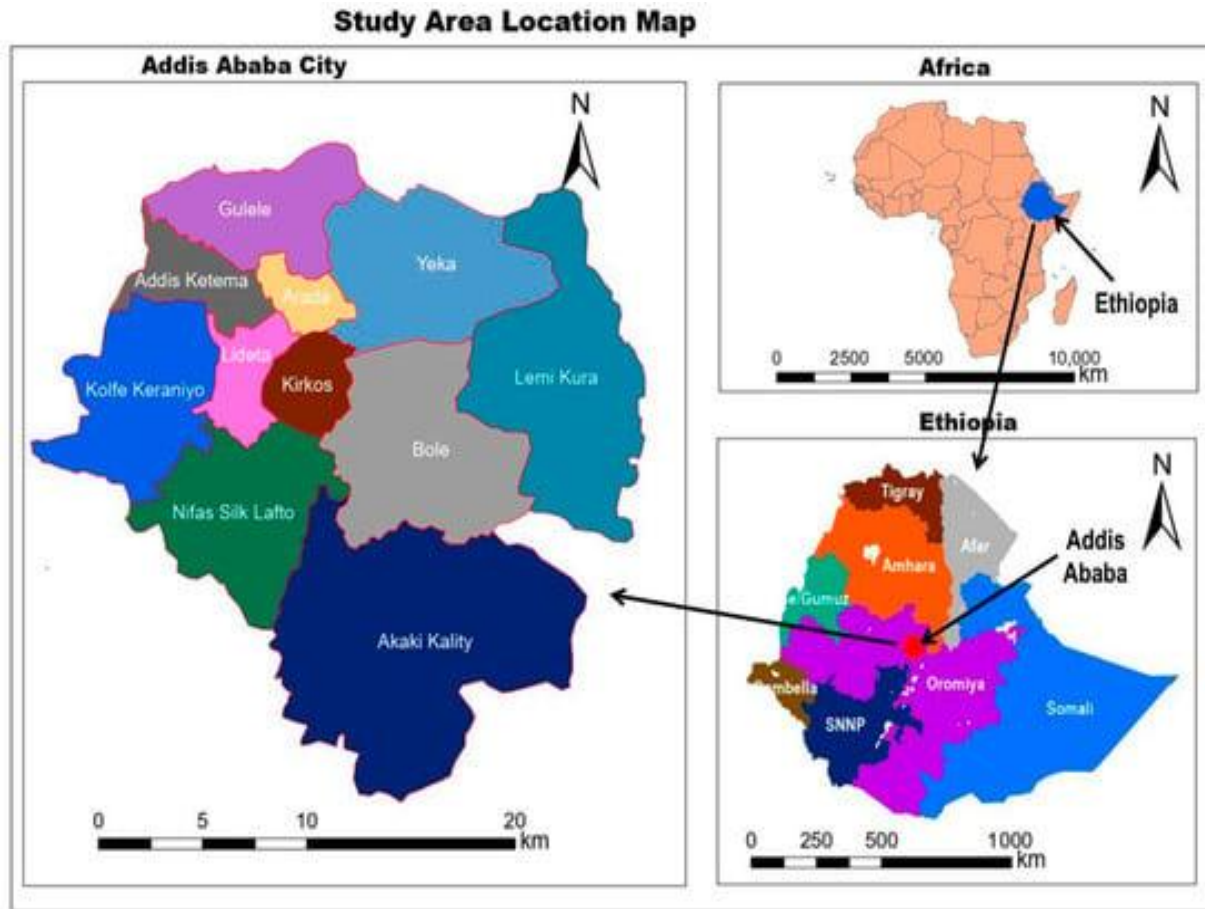 Study Area Location Map
Addis Ababa City
N
Gulele
Yeka
Addis Ketema
Arada
Lideta
Kirkos
Kolfe Keraniyo
Lemi Kura
Bole
Nifas Silk Lafto
Akaki Kality
0 5 10 20
km
Africa
N
Ethiopia
0 2500 5000 10,000
km
Ethiopia
N
Tigray
Afar
Amhara
Addis
Ababa
e/Gumuz
Oromiya
Somali
SNNP
0 250 500 1000
km